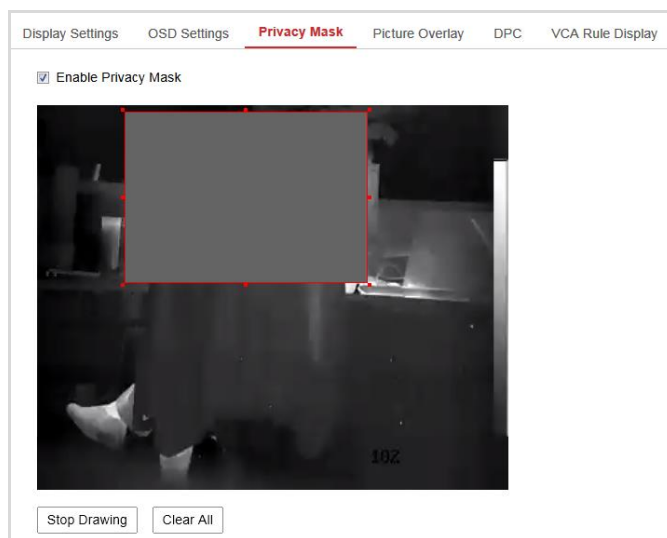 Display Settings OSD Settings Privacy Mask Picture Overlay DPC VCA Rule Display
Enable Privacy Mask
10Z
Stop Drawing Clear All